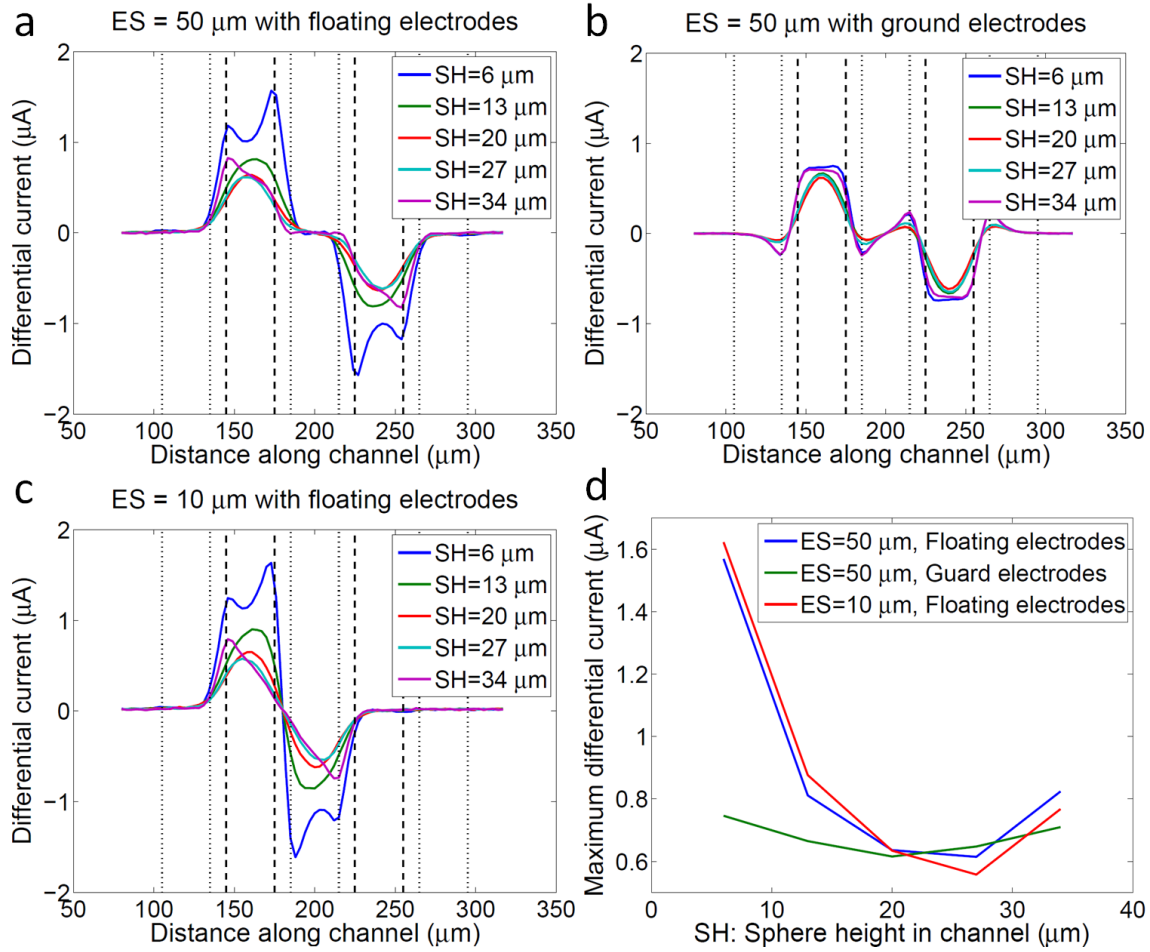 a
ES = 50 μm with floating electrodes
Differential current (μA)
2
1
0
−1
−2
SH=6 μm
SH=13 μm
SH=20 μm
SH=27 μm
SH=34 μm
50
100
150
200
250
300
350
Distance along channel (μm)
b
ES = 50 μm with ground electrodes
Differential current (μA)
2
1
0
−1
−2
SH=6 μm
SH=13 μm
SH=20 μm
SH=27 μm
SH=34 μm
50
100
150
200
250
300
350
Distance along channel (μm)
c
ES = 10 μm with floating electrodes
Differential current (μA)
2
1
0
−1
−2
SH=6 μm
SH=13 μm
SH=20 μm
SH=27 μm
SH=34 μm
50
100
150
200
250
300
350
Distance along channel (μm)
d
Maximum differential current (μA)
1.6
1.4
1.2
1
0.8
0.6
ES=50 μm, Floating electrodes
ES=50 μm, Guard electrodes
ES=10 μm, Floating electrodes
0
10
20
30
40
SH: Sphere height in channel (μm)